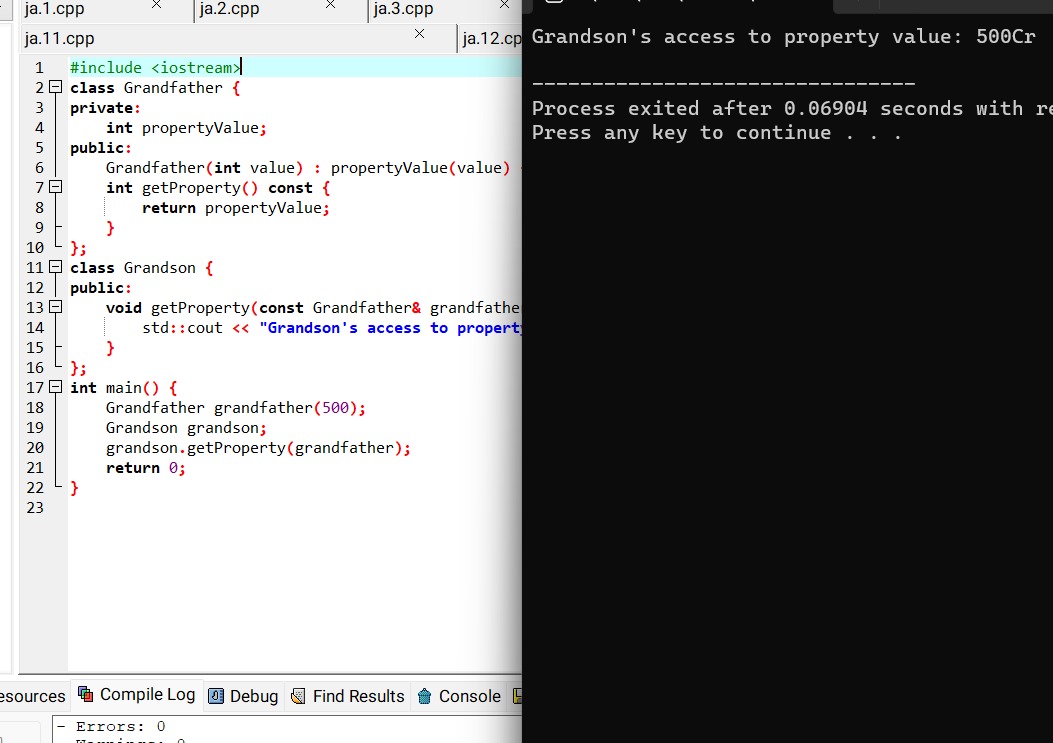 ja.1.cpp ja.2.cpp ja.3.cpp
ja.11.cpp ja.12.cp
1 #include <iostream>
2 class Grandfather {
3 private:
4 int propertyValue;
5 public:
6 Grandfather(int value) : propertyValue(value)
7 int getProperty() const {
8 return propertyValue;
9 }
10 };
11 class Grandson {
12 public:
13 void getProperty(const Grandfather& grandfathe
14 std::cout << "Grandson's access to property
15 }
16 };
17 int main() {
18 Grandfather grandfather(500);
19 Grandson grandson;
20 grandson.getProperty(grandfather);
21 return 0;
22 }
23
esources Compile Log Debug Find Results Console
- Errors: 0
Grandson's access to property value: 500Cr
--------------------------------
Process exited after 0.06904 seconds with re
Press any key to continue . . .